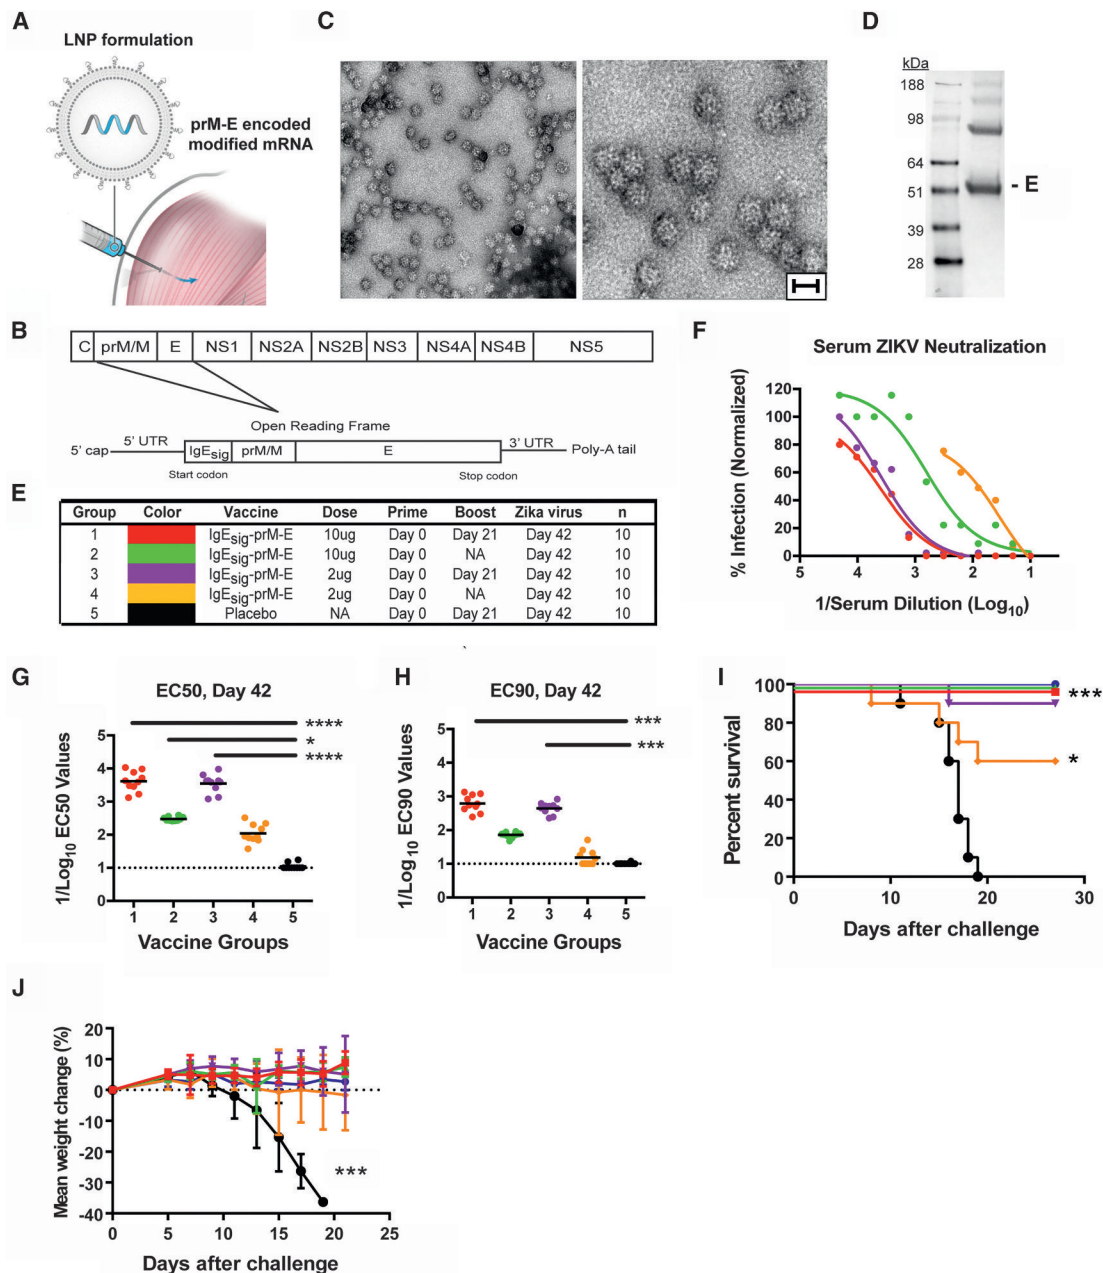 A
LNP formulation
prM-E encoded
modified mRNA
C
D
kDa
188
98
64
51
39
28
- E
B
C prM/M E NS1 NS2A NS2B NS3 NS4A NS4B NS5
Open Reading Frame
5' cap 5' UTR IgEsig prM/M E 3' UTR Poly-A tail
Start codon Stop codon
E
Group Color Vaccine Dose Prime Boost Zika virus n
1 IgEsig-prM-E 10ug Day 0 Day 21 Day 42 10
2 IgEsig-prM-E 10ug Day 0 NA Day 42 10
3 IgEsig-prM-E 2ug Day 0 Day 21 Day 42 10
4 IgEsig-prM-E 2ug Day 0 NA Day 42 10
5 Placebo NA Day 0 Day 21 Day 42 10
F
Serum ZIKV Neutralization
% Infection (Normalized)
120
100
80
60
40
20
0
5 4 3 2 1
1/Serum Dilution (Log10)
G
EC50, Day 42
****
*
****
1/Log10 EC50 Values
5
4
3
2
1
0
1 2 3 4 5
Vaccine Groups
H
EC90, Day 42
***
***
1/Log10 EC90 Values
5
4
3
2
1
0
1 2 3 4 5
Vaccine Groups
I
Percent survival
100
80
60
40
20
0
0 10 20 30
***
*
Days after challenge
J
Mean weight change (%)
20
10
0
-10
-20
-30
-40
0 5 10 15 20 25
***
Days after challenge